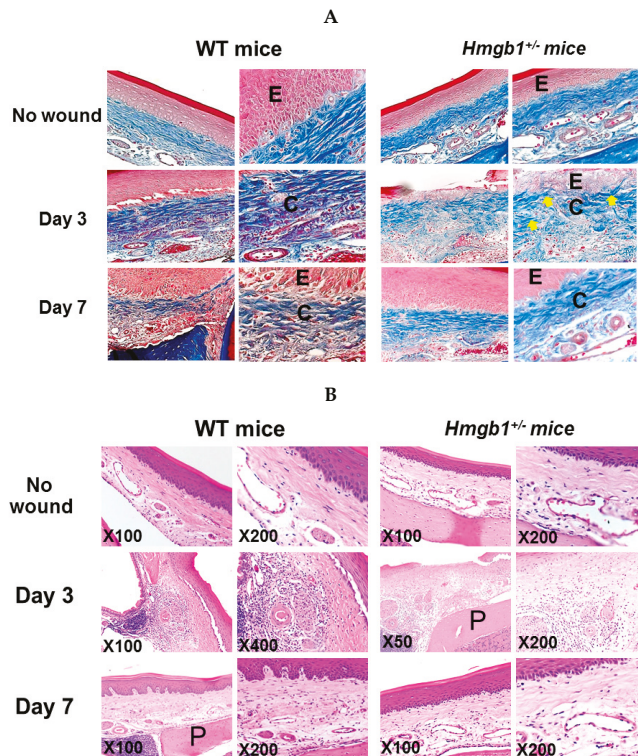 A
WT mice Hmgb1+/- mice
No wound E E
Day 3 C E C
Day 7 E C E C
B
WT mice Hmgb1+/- mice
No
wound X100 X200 X100 X200
Day 3 X100 X400 X50 P X200
Day 7 X100 P X200 X100 X200